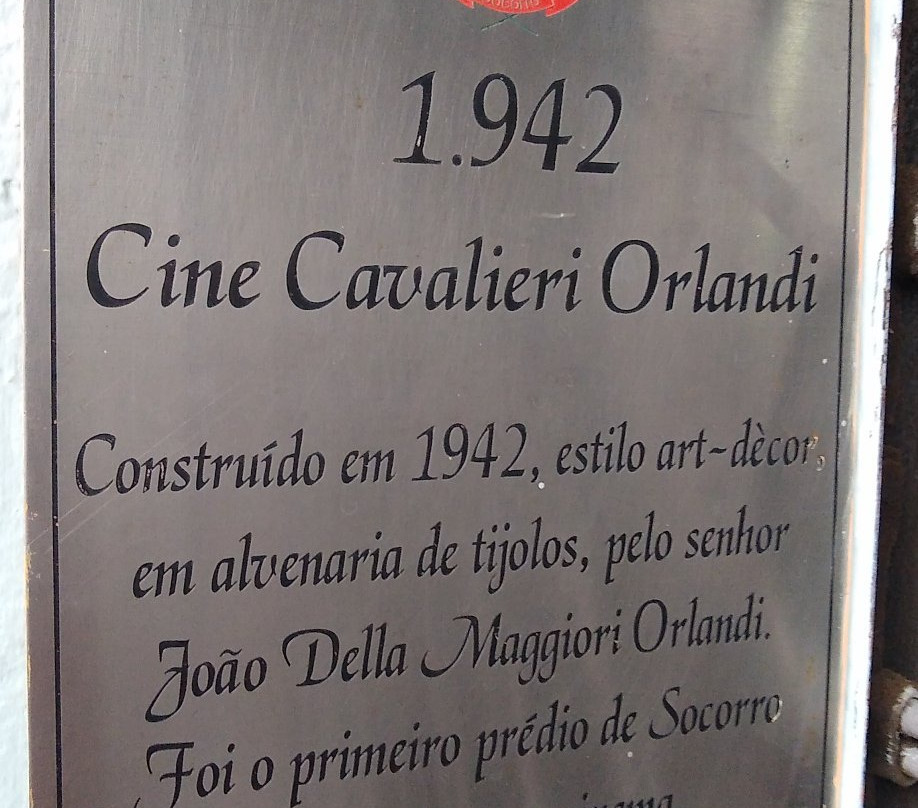 1.942
Cine Cavalieri Orlandi
Construído em 1942, estilo art-dècor,
em alvenaria de tijolos, pelo senhor
João Della Maggiori Orlandi.
Foi o primeiro prédio de Socorro